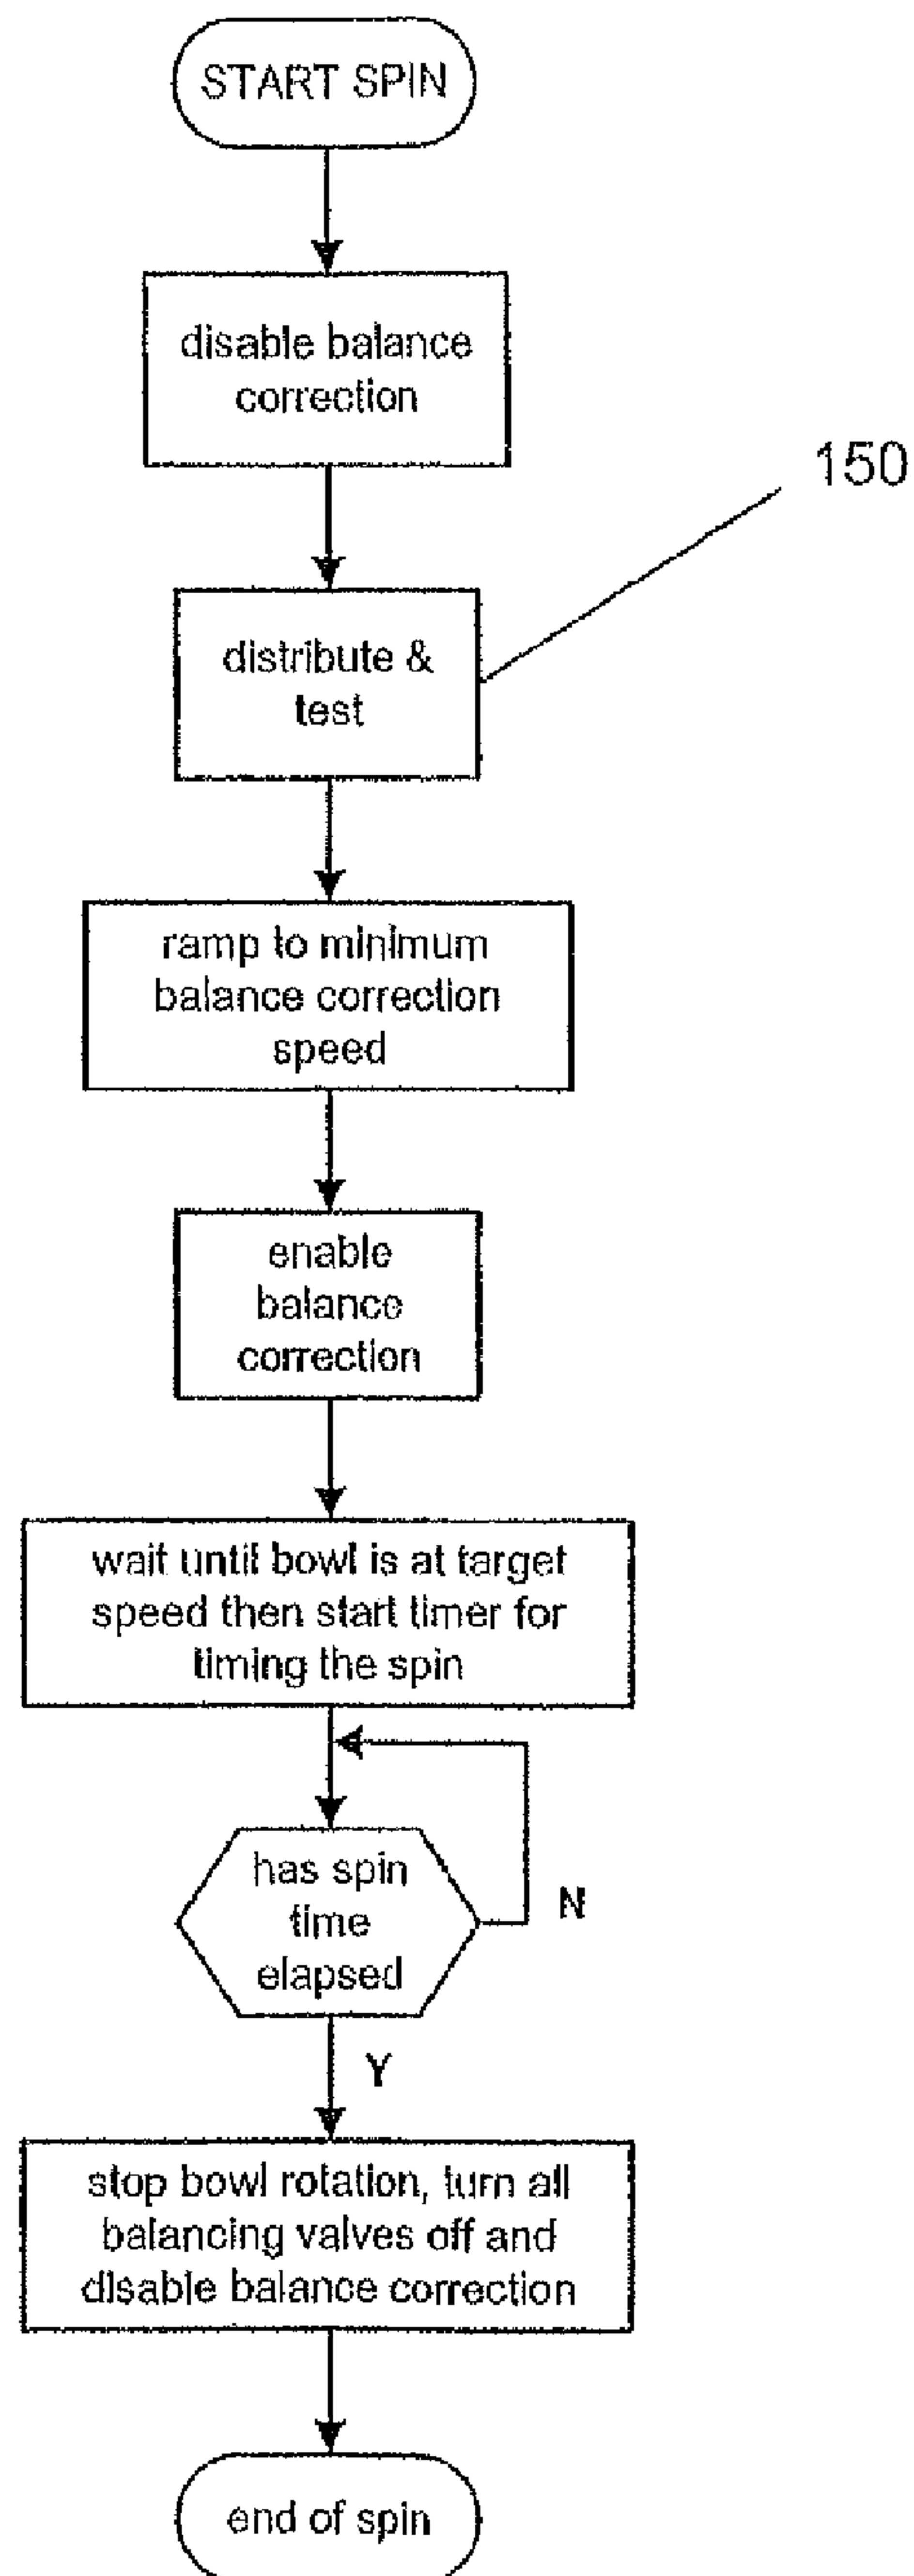 START SPIN
disable balance
correction
150
distribute &
test
ramp to minimum
balance correction
speed
enable
balance
correction
wait until bowl is at target
speed then start timer for
timing the spin
has spin
time
elapsed
N
Y
stop bowl rotation, turn all
balancing valves off and
disable balance correction
end of spin